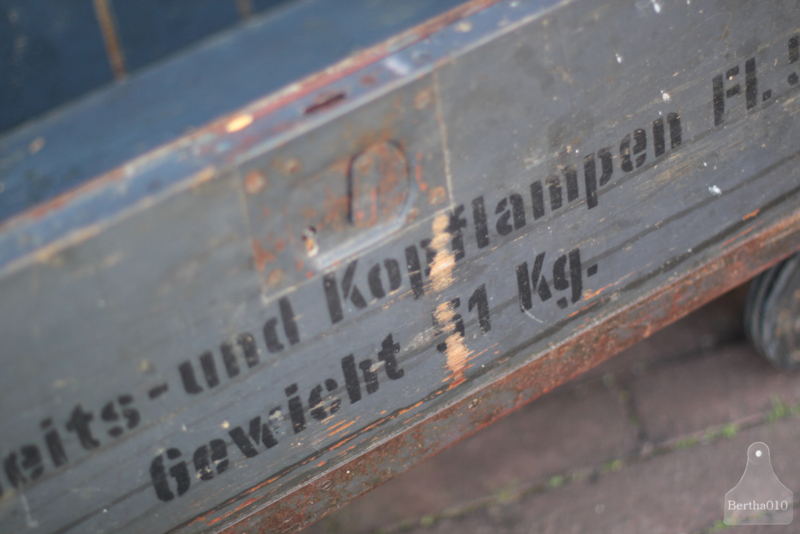 eits-und Kopflampen Fl.
Gewicht 51 Kg.
Bertha010